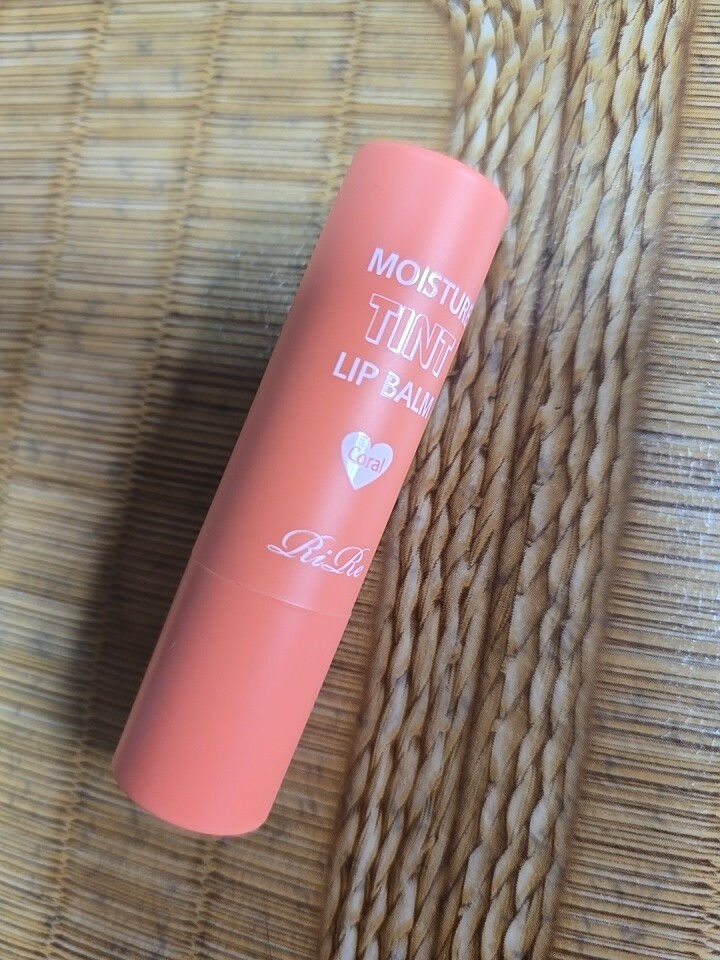 MOISTURE
TINT
LIP BALM
Coral
RiRe